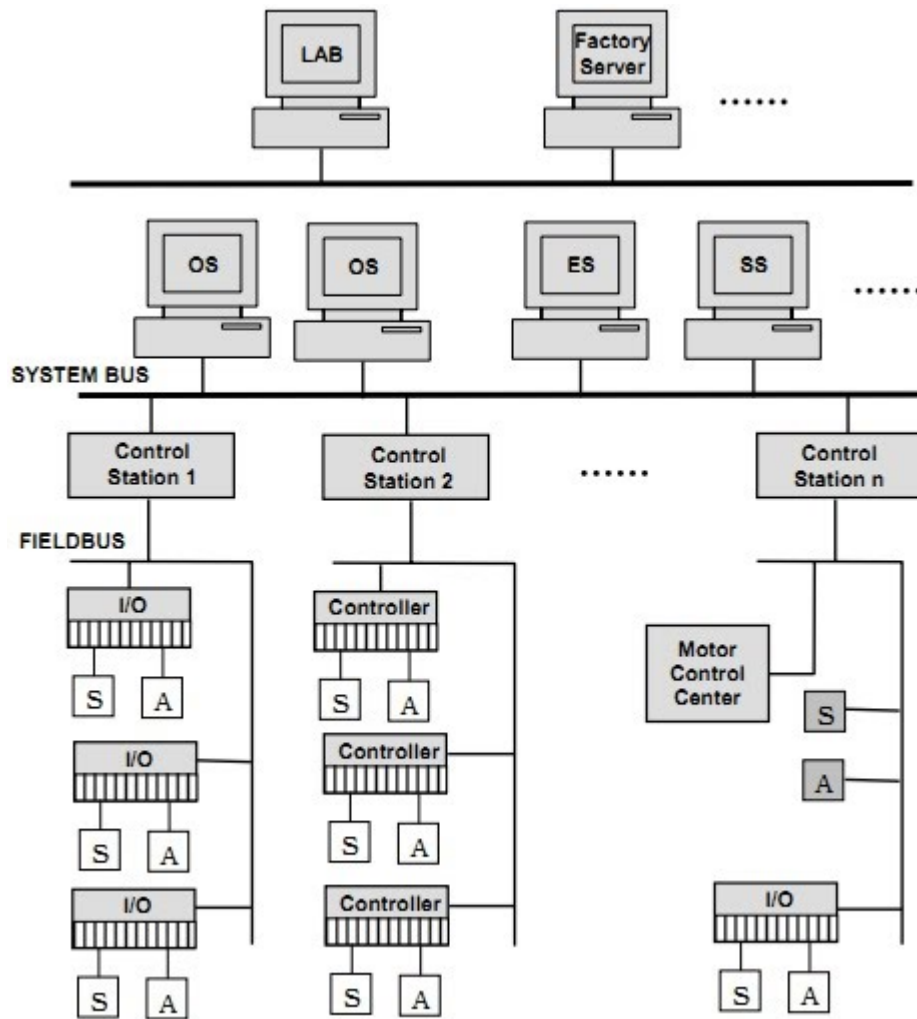 LAB
Factory
Server
......
OS
OS
ES
SS
......
SYSTEM BUS
Control
Station 1
Control
Station 2
......
Control
Station n
FIELDBUS
I/O
S
A
Controller
S
A
Motor
Control
Center
S
A
I/O
S
A
Controller
S
A
I/O
S
A
Controller
S
A
I/O
S
A